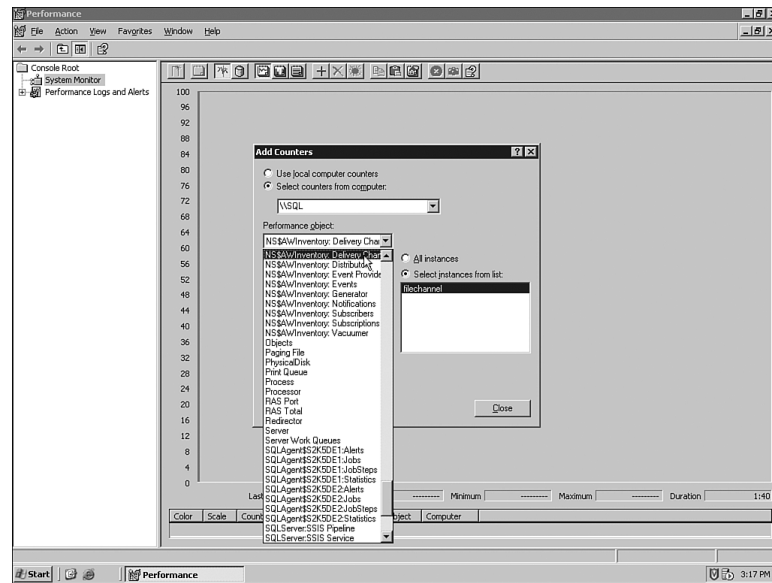 Performance
File Action View Favorites Window Help
Console Root
System Monitor
Performance Logs and Alerts
100
96
92
88
84
80
76
72
68
64
60
56
52
48
44
40
36
32
28
24
20
16
12
8
4
0
Add Counters
Use local computer counters
Select counters from computer:
\\SQL
Performance object:
NS$AWInventory: Delivery Char
NS$AWInventory: Delivery Chan
NS$AWInventory: Distributors
NS$AWInventory: Event Provide
NS$AWInventory: Events
NS$AWInventory: Generator
NS$AWInventory: Notifications
NS$AWInventory: Subscribers
NS$AWInventory: Subscriptions
NS$AWInventory: Vacuumer
Objects
Paging File
PhysicalDisk
Print Queue
Process
Processor
RAS Port
RAS Total
Redirector
Server
Server Work Queues
SQLAgent$S2K5DE1:Alerts
SQLAgent$S2K5DE1:Jobs
SQLAgent$S2K5DE1:JobSteps
SQLAgent$S2K5DE1:Statistics
SQLAgent$S2K5DE2:Alerts
SQLAgent$S2K5DE2:Jobs
SQLAgent$S2K5DE2:JobSteps
SQLAgent$S2K5DE2:Statistics
SQLServer:SSIS Pipeline
SQLServer:SSIS Service
All instances
Select instances from list:
filechannel
Close
Last --------- Minimum --------- Maximum --------- Duration 1:40
Color Scale Count bject Computer
Start Performance 3:17 PM